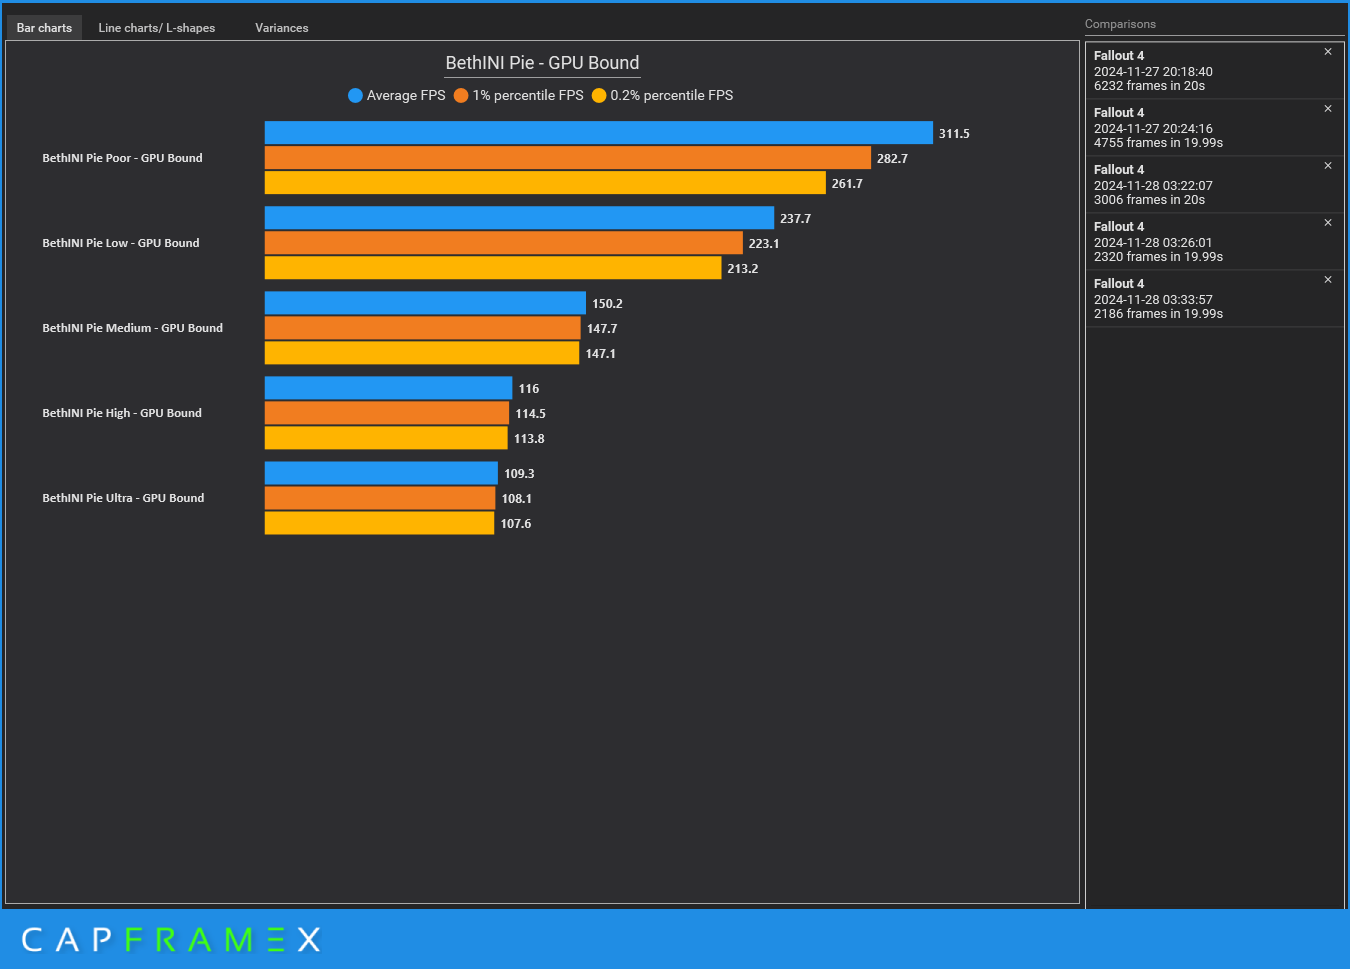 Bar charts
Line charts/ L-shapes
Variances
Comparisons
BethINI Pie - GPU Bound
Average FPS
1% percentile FPS
0.2% percentile FPS
BethINI Pie Poor - GPU Bound
311.5
282.7
261.7
BethINI Pie Low - GPU Bound
237.7
223.1
213.2
BethINI Pie Medium - GPU Bound
150.2
147.7
147.1
BethINI Pie High - GPU Bound
116
114.5
113.8
BethINI Pie Ultra - GPU Bound
109.3
108.1
107.6
Fallout 4
2024-11-27 20:18:40
6232 frames in 20s
Fallout 4
2024-11-27 20:24:16
4755 frames in 19.99s
Fallout 4
2024-11-28 03:22:07
3006 frames in 20s
Fallout 4
2024-11-28 03:26:01
2320 frames in 19.99s
Fallout 4
2024-11-28 03:33:57
2186 frames in 19.99s
CAPFRAMEX